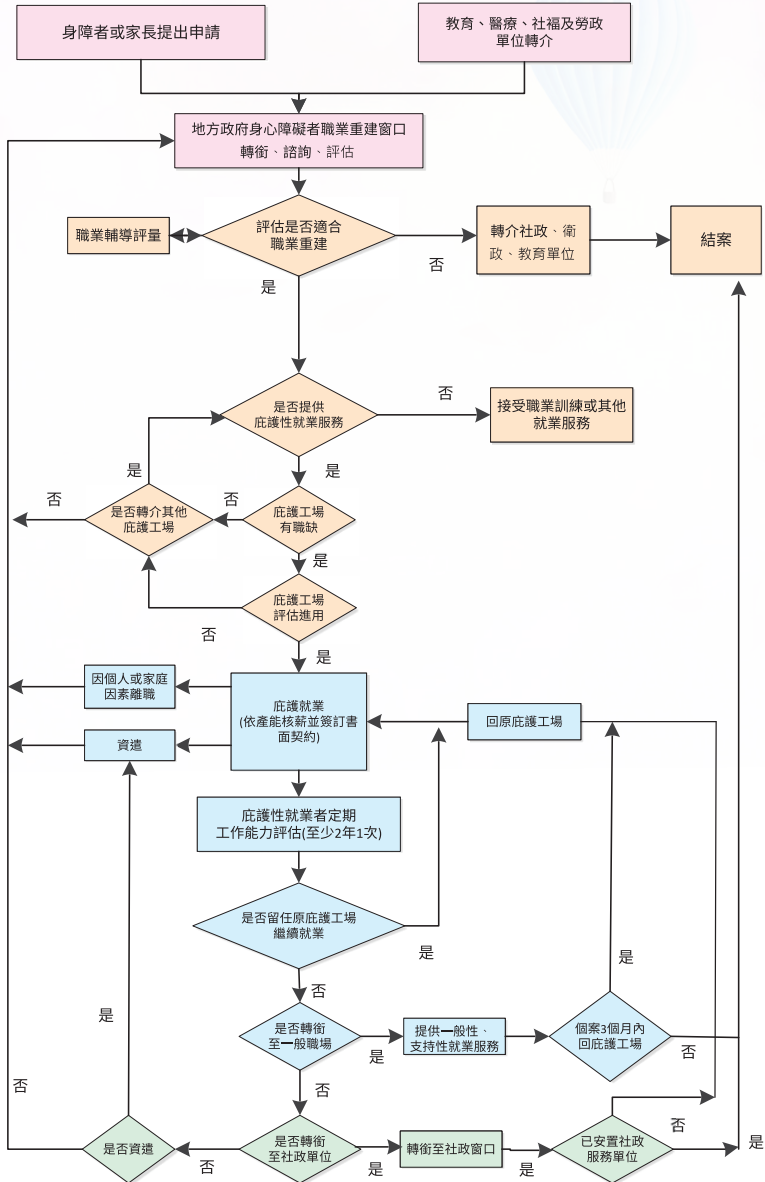 身障者或家長提出申請
教育、醫療、社福及勞政
單位轉介
地方政府身心障礙者職業重建窗口
轉銜、諮詢、評估
職業輔導評量
評估是否適合
職業重建
轉介社政、衛
政、教育單位
結案
否
是
是否提供
庇護性就業服務
否
接受職業訓練或其他
就業服務
是
是
否
是否轉介其他
庇護工場
否
庇護工場
有職缺
是
庇護工場
評估進用
否
是
因個人或家庭
因素離職
庇護就業
(依產能核薪並簽訂書
面契約)
回原庇護工場
資遣
庇護性就業者定期
工作能力評估(至少2年1次)
是否留任原庇護工場
繼續就業
是
是
否
是
是否轉銜
至一般職場
提供一般性、
支持性就業服務
個案3個月內
回庇護工場
是
否
否
否
是否資遣
否
是否轉銜
至社政單位
是
轉銜至社政窗口
是
已安置社政
服務單位
否
是